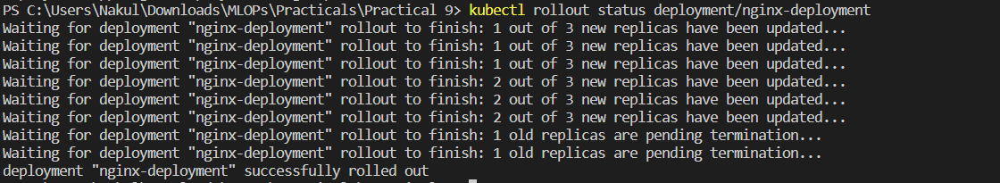 PS C:\Users\Nakul\Downloads\MLOPs\Practicals\Practical 9> kubectl rollout status deployment/nginx-deployment
Waiting for deployment "nginx-deployment" rollout to finish: 1 out of 3 new replicas have been updated...
Waiting for deployment "nginx-deployment" rollout to finish: 1 out of 3 new replicas have been updated...
Waiting for deployment "nginx-deployment" rollout to finish: 1 out of 3 new replicas have been updated...
Waiting for deployment "nginx-deployment" rollout to finish: 2 out of 3 new replicas have been updated...
Waiting for deployment "nginx-deployment" rollout to finish: 2 out of 3 new replicas have been updated...
Waiting for deployment "nginx-deployment" rollout to finish: 2 out of 3 new replicas have been updated...
Waiting for deployment "nginx-deployment" rollout to finish: 1 old replicas are pending termination...
Waiting for deployment "nginx-deployment" rollout to finish: 1 old replicas are pending termination...
deployment "nginx-deployment" successfully rolled out